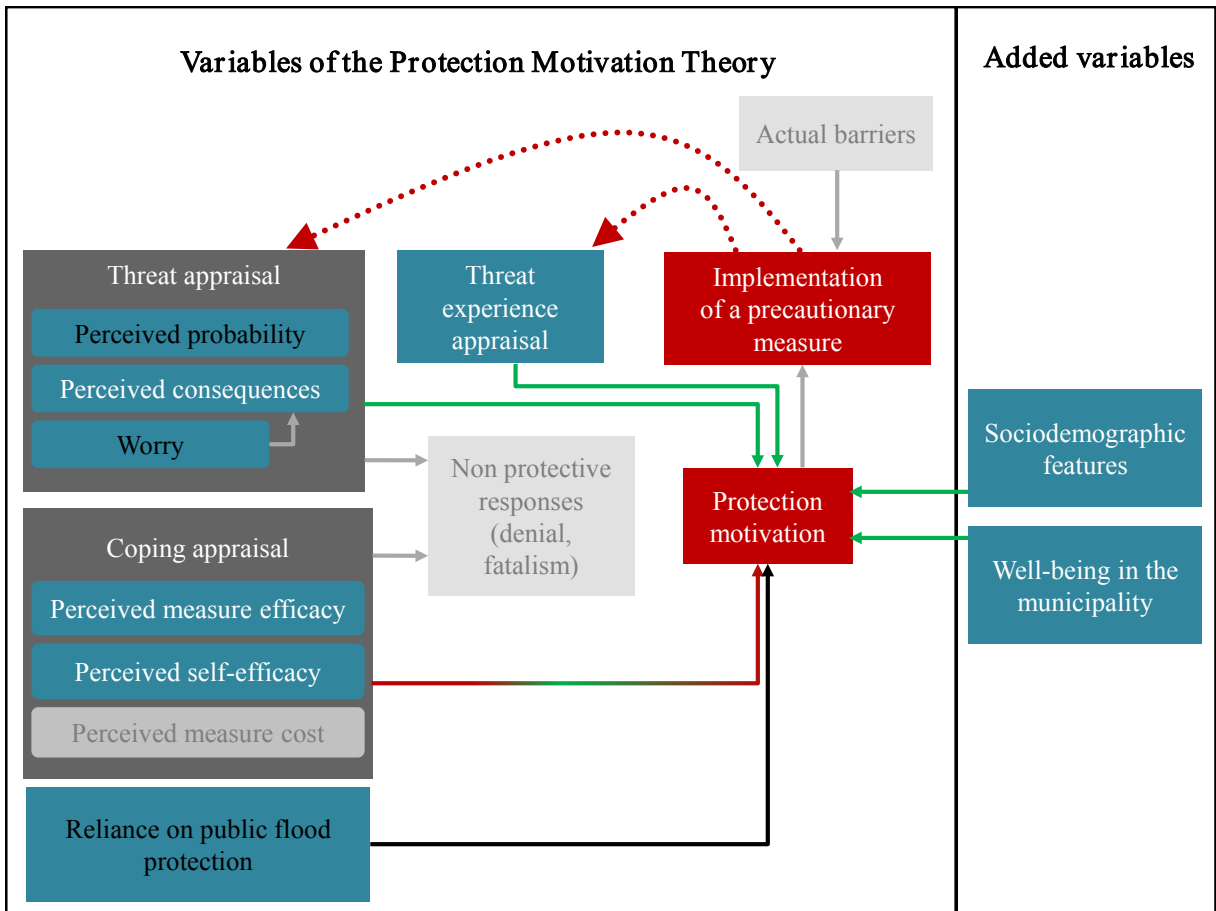 Variables of the Protection Motivation Theory
Added variables
Actual barriers
Threat appraisal
Perceived probability
Perceived consequences
Worry
Threat
experience
appraisal
Implementation
of a precautionary
measure
Non protective
responses
(denial,
fatalism)
Protection
motivation
Sociodemographic
features
Well-being in the
municipality
Coping appraisal
Perceived measure efficacy
Perceived self-efficacy
Perceived measure cost
Reliance on public flood
protection